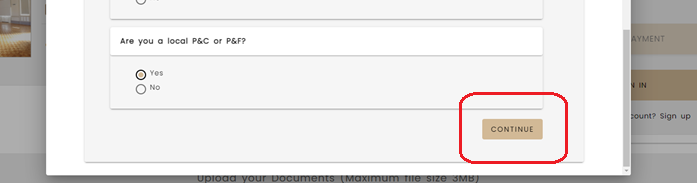 Are you a local P&C or P&F?
Yes
No
CONTINUE
AYMENT
N IN
count? Sign up
Upload your Documents (Maximum file size 3MB)